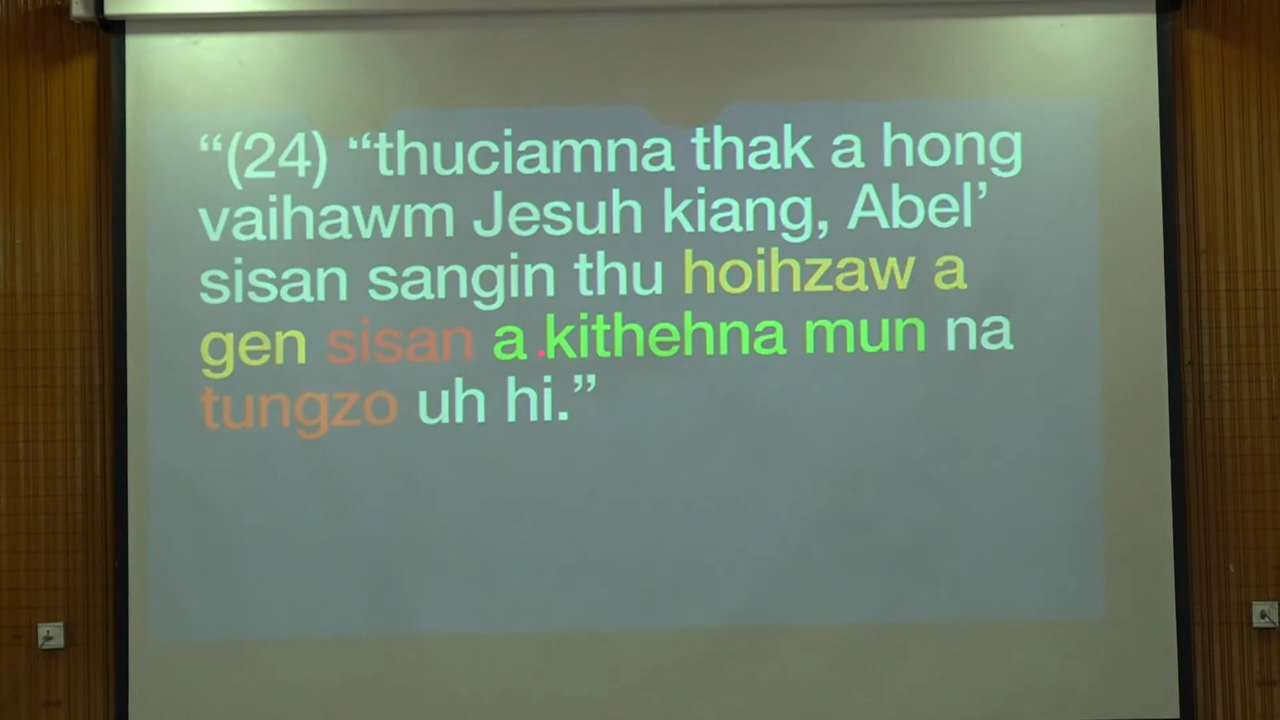 “(24) “thuciamna thak a hong
vaihawm Jesuh kiang, Abel’
sisan sangin thu hoihzaw a
gen sisan a kithehna mun na
tungzo uh hi.”